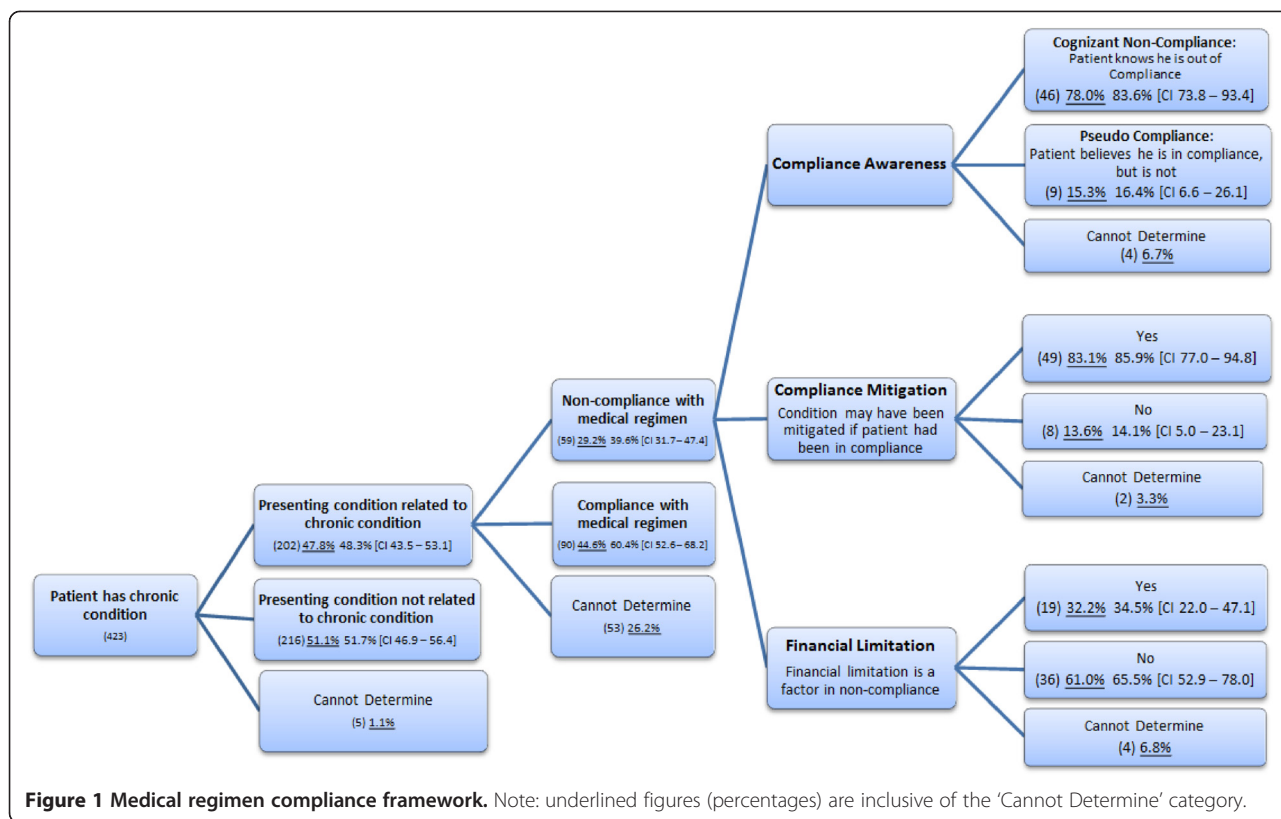 Patient has chronic
condition
(423)
Presenting condition related to
chronic condition
(202) 47.8% 48.3% [CI 43.5 – 53.1]
Presenting condition not related
to chronic condition
(216) 51.1% 51.7% [CI 46.9 – 56.4]
Cannot Determine
(5) 1.1%
Non-compliance with
medical regimen
(59) 29.2% 39.6% [CI 31.7– 47.4]
Compliance with
medical regimen
(90) 44.6% 60.4% [CI 52.6 – 68.2]
Cannot Determine
(53) 26.2%
Compliance Awareness
Cognizant Non-Compliance:
Patient knows he is out of
Compliance
(46) 78.0% 83.6% [CI 73.8 – 93.4]
Pseudo Compliance:
Patient believes he is in compliance,
but is not
(9) 15.3% 16.4% [CI 6.6 – 26.1]
Cannot Determine
(4) 6.7%
Compliance Mitigation
Condition may have been
mitigated if patient had
been in compliance
Yes
(49) 83.1% 85.9% [CI 77.0 – 94.8]
No
(8) 13.6% 14.1% [CI 5.0 – 23.1]
Cannot Determine
(2) 3.3%
Financial Limitation
Financial limitation is a
factor in non-compliance
Yes
(19) 32.2% 34.5% [CI 22.0 – 47.1]
No
(36) 61.0% 65.5% [CI 52.9 – 78.0]
Cannot Determine
(4) 6.8%
Figure 1 Medical regimen compliance framework. Note: underlined figures (percentages) are inclusive of the ‘Cannot Determine’ category.